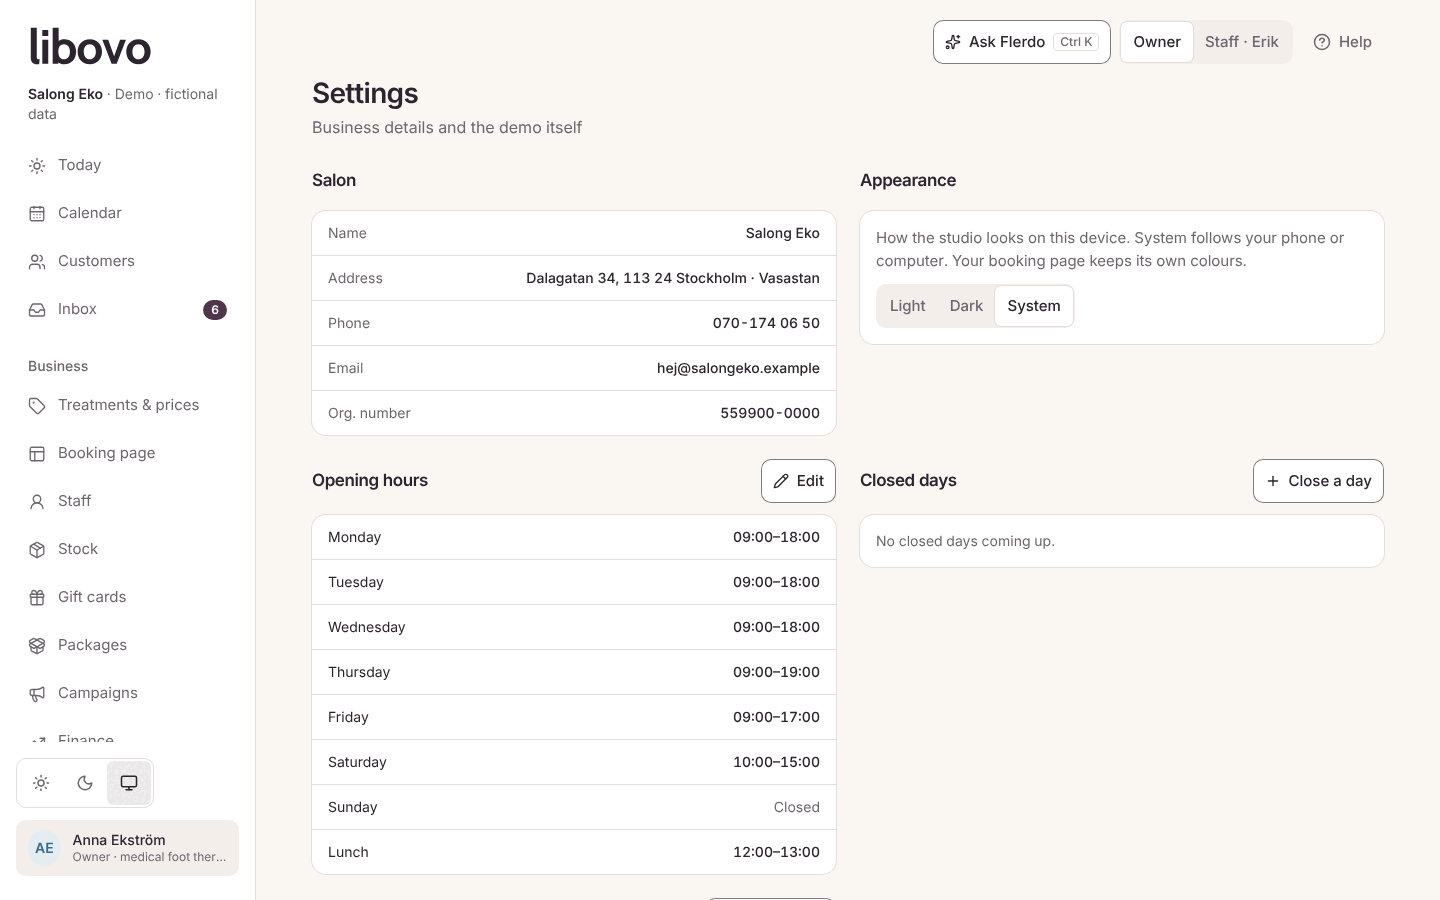 libovo
Salong Eko · Demo · fictional
data
Today
Calendar
Customers
Inbox 6
Business
Treatments & prices
Booking page
Staff
Stock
Gift cards
Packages
Campaigns
Finance
AE
Anna Ekström
Owner · medical foot ther...
Ask Flerdo Ctrl K
Owner
Staff · Erik
Help
Settings
Business details and the demo itself
Salon
Name Salong Eko
Address Dalagatan 34, 113 24 Stockholm · Vasastan
Phone 070-174 06 50
Email hej@salongeko.example
Org. number 559900-0000
Appearance
How the studio looks on this device. System follows your phone or
computer. Your booking page keeps its own colours.
Light Dark System
Opening hours Edit
Monday 09:00–18:00
Tuesday 09:00–18:00
Wednesday 09:00–18:00
Thursday 09:00–19:00
Friday 09:00–17:00
Saturday 10:00–15:00
Sunday Closed
Lunch 12:00–13:00
Closed days Close a day
No closed days coming up.